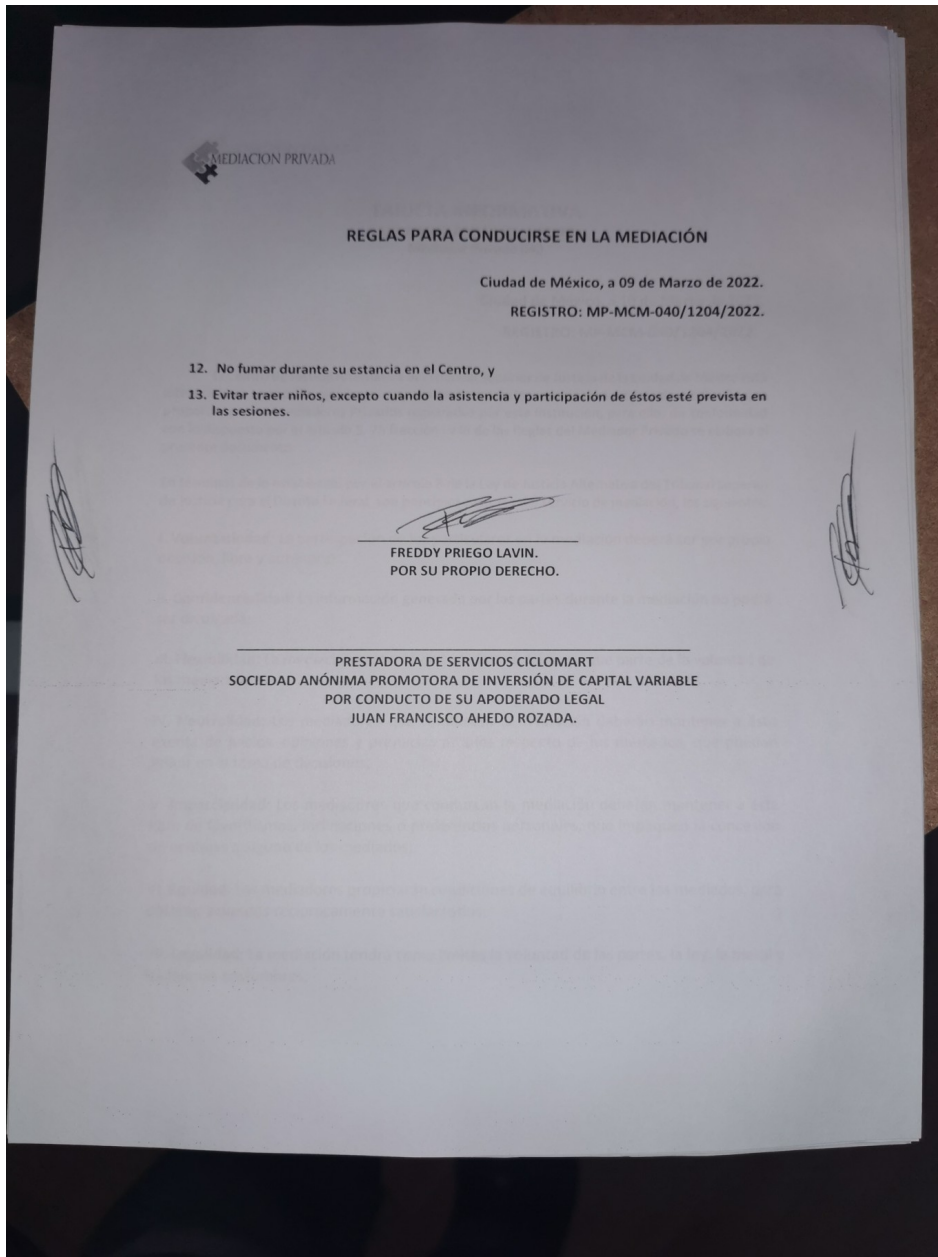 MEDIACION PRIVADA
REGLAS PARA CONDUCIRSE EN LA MEDIACIÓN
Ciudad de México, a 09 de Marzo de 2022.
REGISTRO: MP-MCM-040/1204/2022.
12. No fumar durante su estancia en el Centro, y
13. Evitar traer niños, excepto cuando la asistencia y participación de éstos esté prevista en
las sesiones.
FREDDY PRIEGO LAVIN.
POR SU PROPIO DERECHO.
PRESTADORA DE SERVICIOS CICLOMART
SOCIEDAD ANÓNIMA PROMOTORA DE INVERSIÓN DE CAPITAL VARIABLE
POR CONDUCTO DE SU APODERADO LEGAL
JUAN FRANCISCO AHEDO ROZADA.